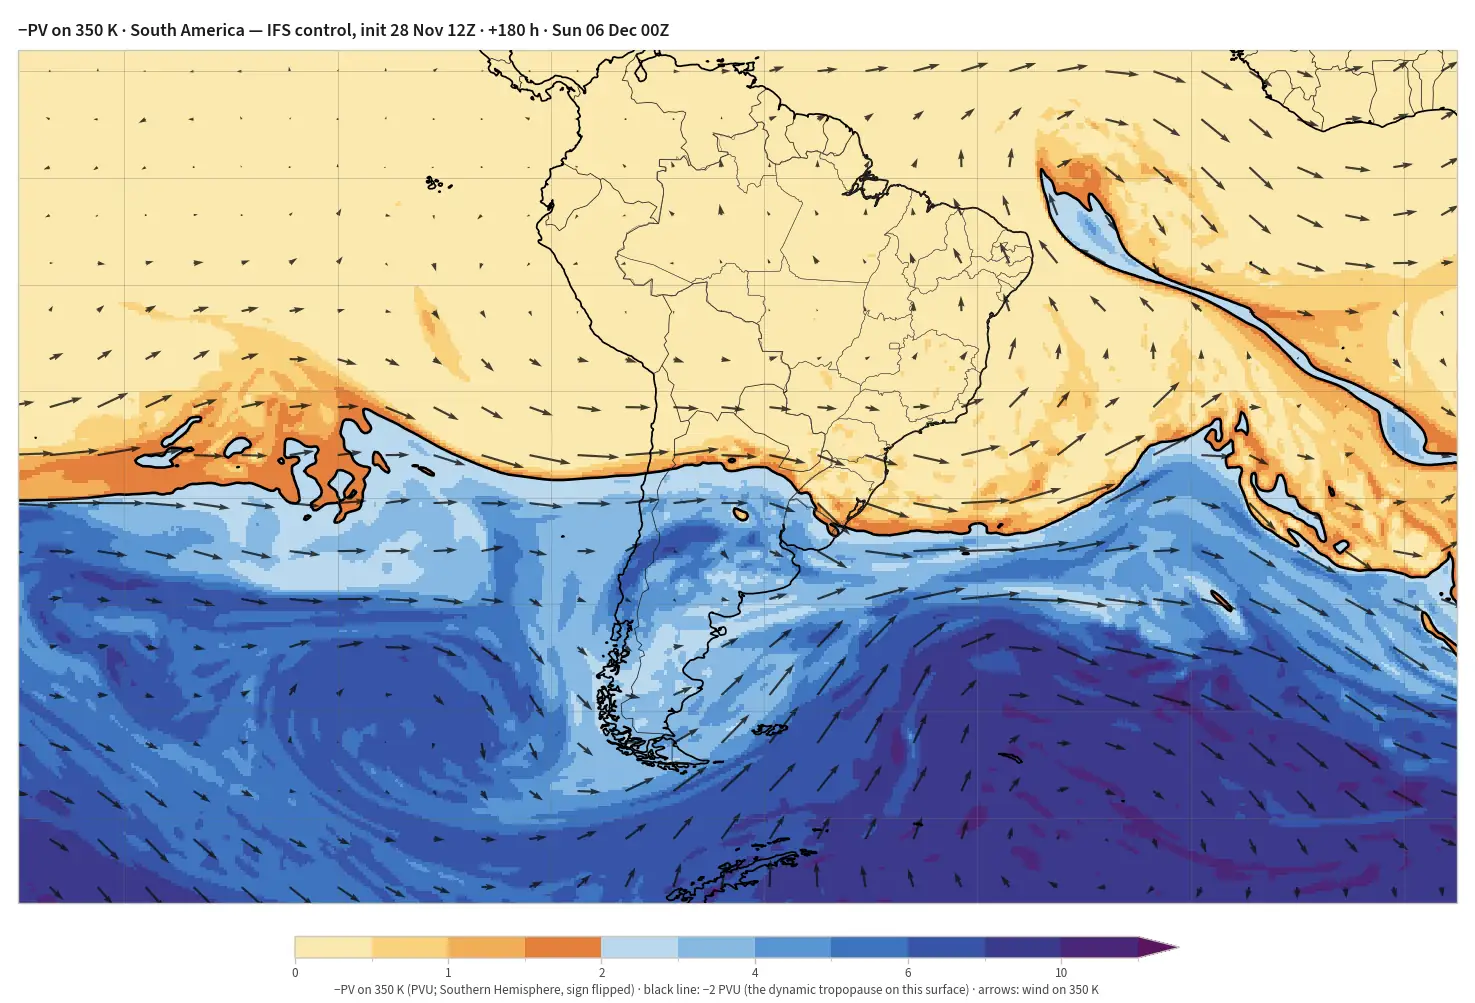 −PV on 350 K · South America — IFS control, init 28 Nov 12Z · +180 h · Sun 06 Dec 00Z
0 1 2 4 6 10
−PV on 350 K (PVU; Southern Hemisphere, sign flipped) · black line: −2 PVU (the dynamic tropopause on this surface) · arrows: wind on 350 K